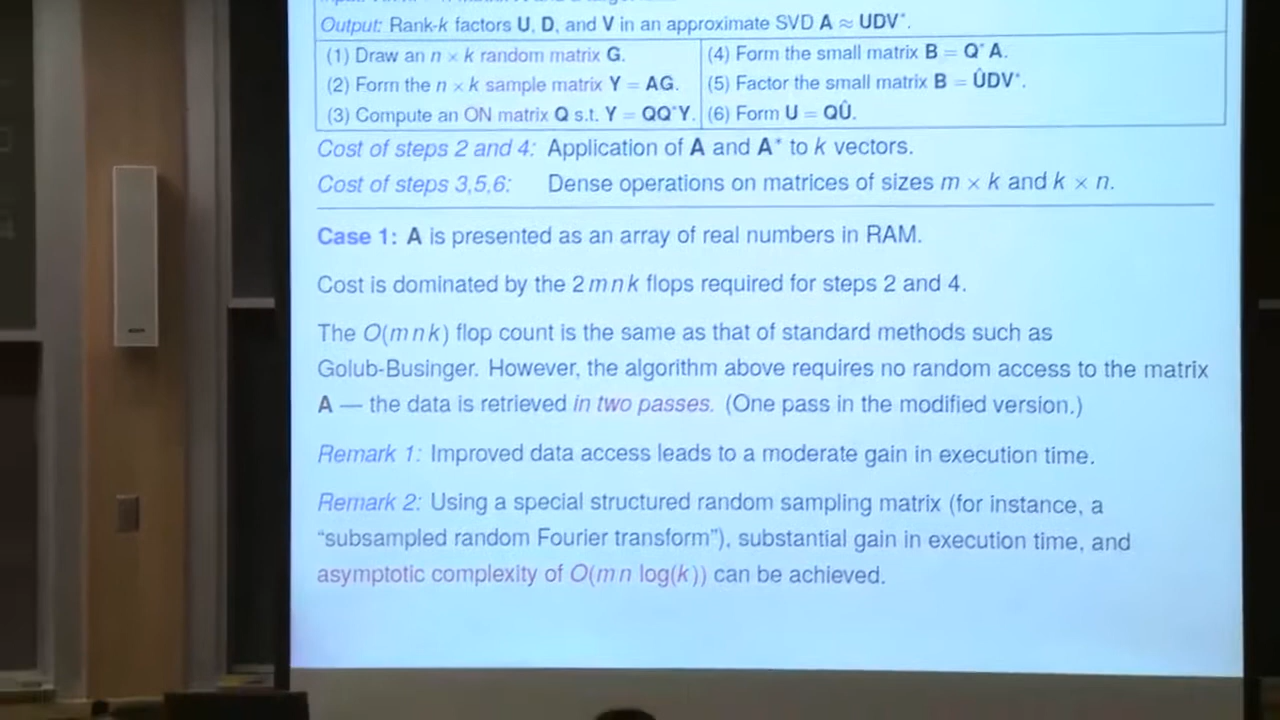 Output: Rank-k factors U, D, and V in an approximate SVD A ≈ UDV*.
(1) Draw an n × k random matrix G.
(2) Form the n × k sample matrix Y = AG.
(3) Compute an ON matrix Q s.t. Y = QQ*Y.
(4) Form the small matrix B = Q*A.
(5) Factor the small matrix B = ÛDV*.
(6) Form U = QÛ.
Cost of steps 2 and 4: Application of A and A* to k vectors.
Cost of steps 3,5,6: Dense operations on matrices of sizes m × k and k × n.
Case 1: A is presented as an array of real numbers in RAM.
Cost is dominated by the 2mnk flops required for steps 2 and 4.
The O(mnk) flop count is the same as that of standard methods such as
Golub-Businger. However, the algorithm above requires no random access to the matrix
A — the data is retrieved in two passes. (One pass in the modified version.)
Remark 1: Improved data access leads to a moderate gain in execution time.
Remark 2: Using a special structured random sampling matrix (for instance, a
"subsampled random Fourier transform"), substantial gain in execution time, and
asymptotic complexity of O(mn log(k)) can be achieved.